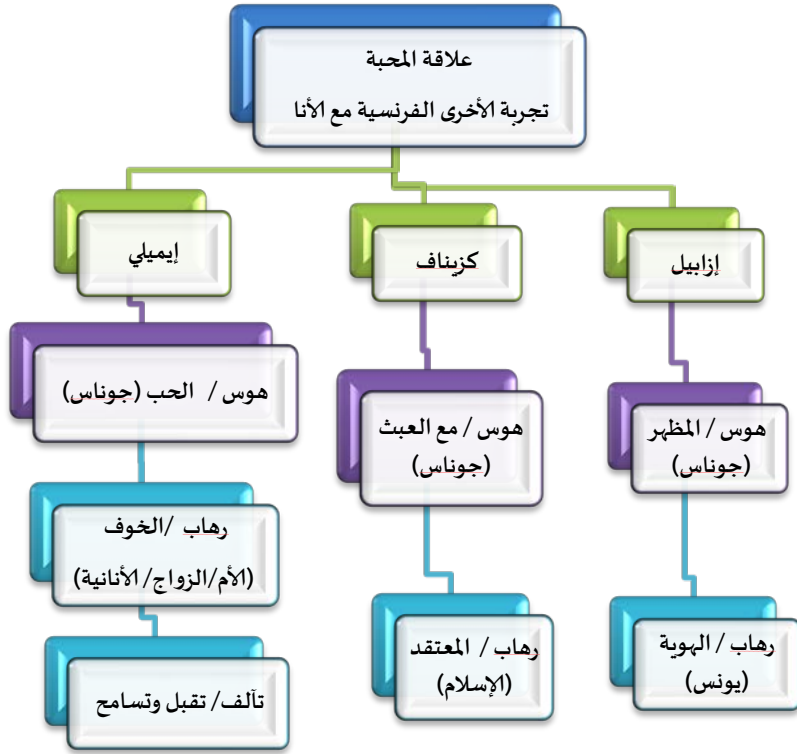 علاقة المحبة
تجربة الأخرى الفرنسية مع الأنا
إزابيل
كزيناف
إيميلي
هوس / المظهر
(جوناس)
هوس / مع العبث
(جوناس)
هوس / الحب (جوناس)
رهاب / الهوية
(يونس)
رهاب / المعتقد
(الإسلام)
رهاب /الخوف
(الأم/الزواج/الأنانية)
تآلف/ تقبل وتسامح